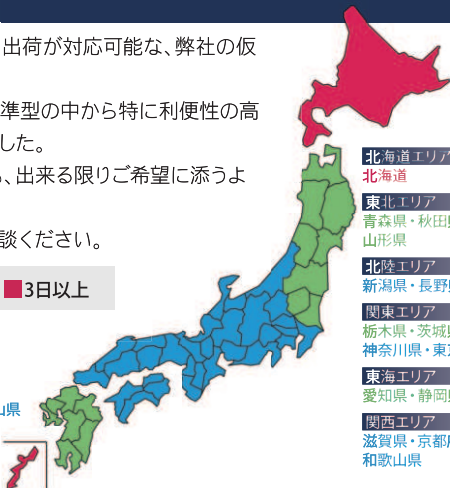 出荷が対応可能な、弊社の仮
準型の中から特に利便性の高
した。
、出来る限りご希望に添うよ
談ください。
■3日以上
山県
北海道エリア
北海道
東北エリア
青森県・秋田県
山形県
北陸エリア
新潟県・長野県
関東エリア
栃木県・茨城県
神奈川県・東京
東海エリア
愛知県・静岡県
関西エリア
滋賀県・京都府
和歌山県